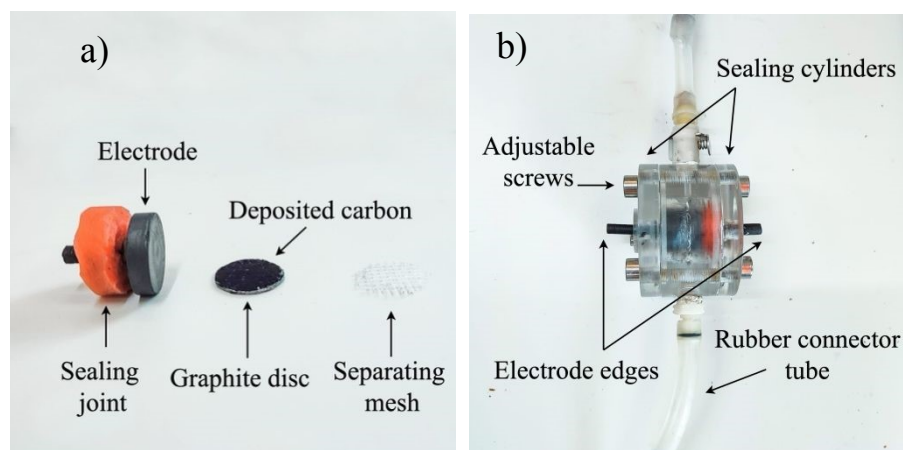 a)
Electrode
Deposited carbon
Sealing
joint
Graphite disc
Separating
mesh
b)
Sealing cylinders
Adjustable
screws
Electrode edges
Rubber connector
tube